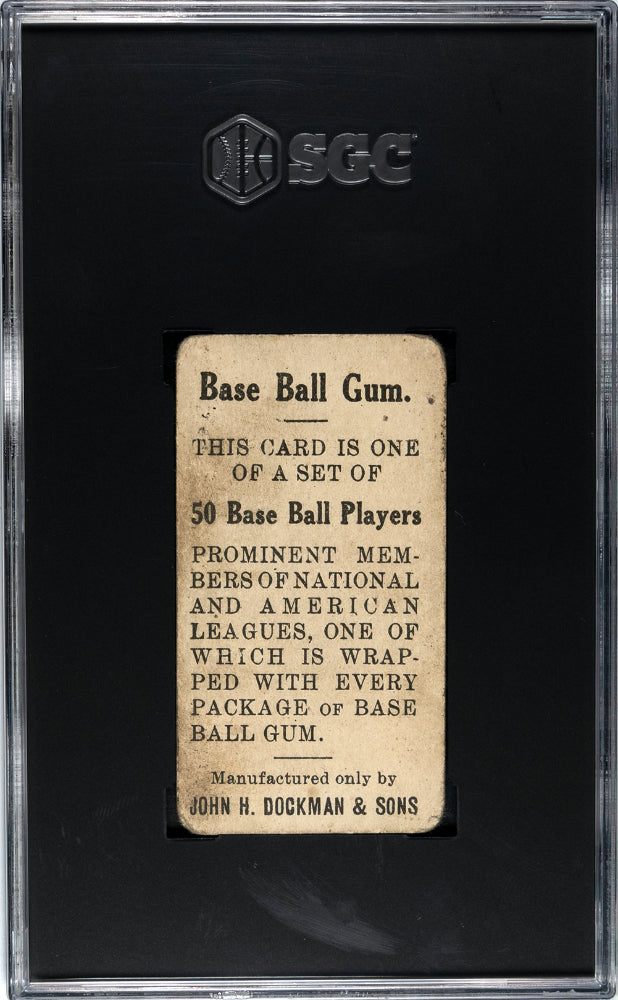 SGC
Base Ball Gum.
THIS CARD IS ONE
OF A SET OF
50 Base Ball Players
PROMINENT MEM-
BERS OF NATIONAL
AND AMERICAN
LEAGUES, ONE OF
WHICH IS WRAP-
PED WITH EVERY
PACKAGE OF BASE
BALL GUM.
Manufactured only by
JOHN H. DOCKMAN & SONS